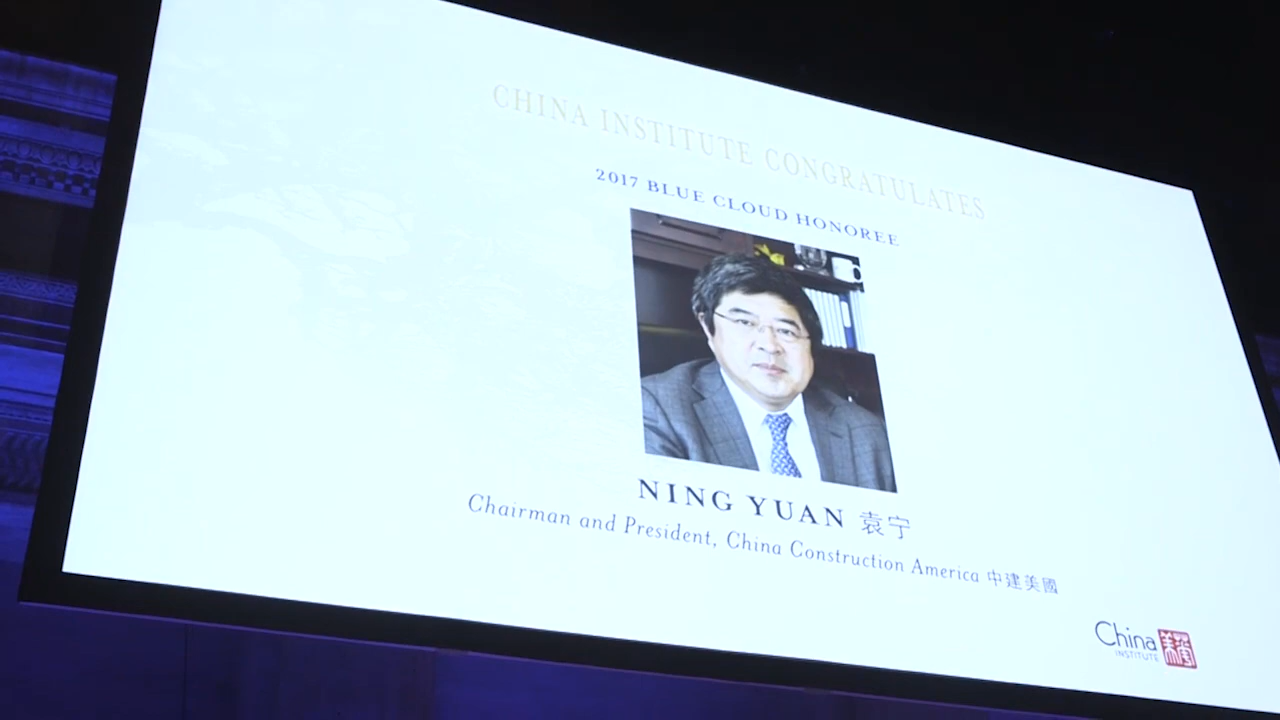 CHINA INSTITUTE CONGRATULATES
2017 BLUE CLOUD HONOREE
NING YUAN 袁宁
Chairman and President, China Construction America 中建美國
China
INSTITUTE